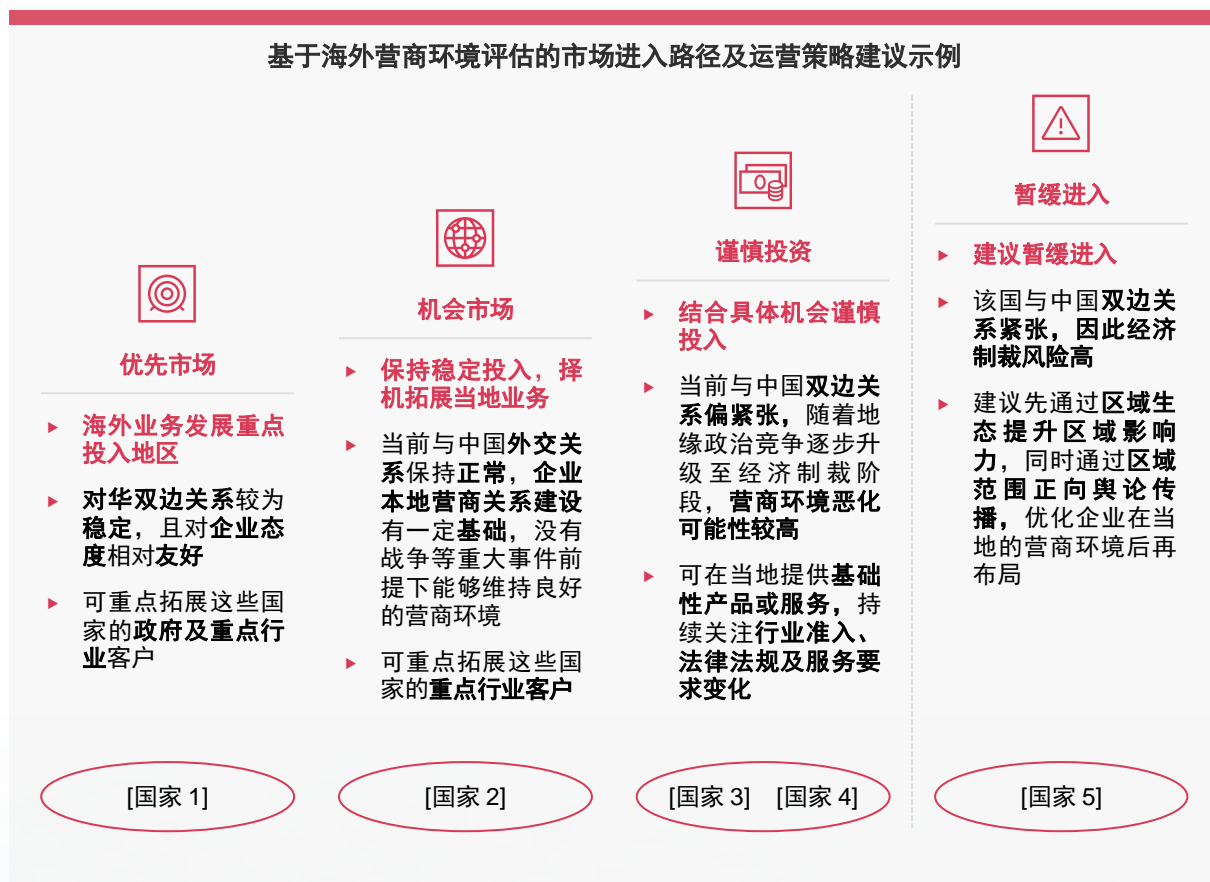 基于海外营商环境评估的市场进入路径及运营策略建议示例
优先市场
海外业务发展重点
投入地区
对华双边关系较为
稳定，且对企业态
度相对友好
可重点拓展这些国
家的政府及重点行
业客户
[国家 1]
机会市场
保持稳定投入，择
机拓展当地业务
当前与中国外交关
系保持正常，企业
本地营商关系建设
有一定基础，没有
战争等重大事件前
提下能够维持良好
的营商环境
可重点拓展这些国
家的重点行业客户
[国家 2]
谨慎投资
结合具体机会谨慎
投入
当前与中国双边关
系偏紧张，随着地
缘政治竞争逐步升
级至经济制裁阶
段，营商环境恶化
可能性较高
可在当地提供基础
性产品或服务，持
续关注行业准入、
法律法规及服务要
求变化
[国家 3] [国家 4]
暂缓进入
建议暂缓进入
该国与中国双边关
系紧张，因此经济
制裁风险高
建议先通过区域生
态提升区域影响
力，同时通过区域
范围正向舆论传
播，优化企业在当
地的营商环境后再
布局
[国家 5]